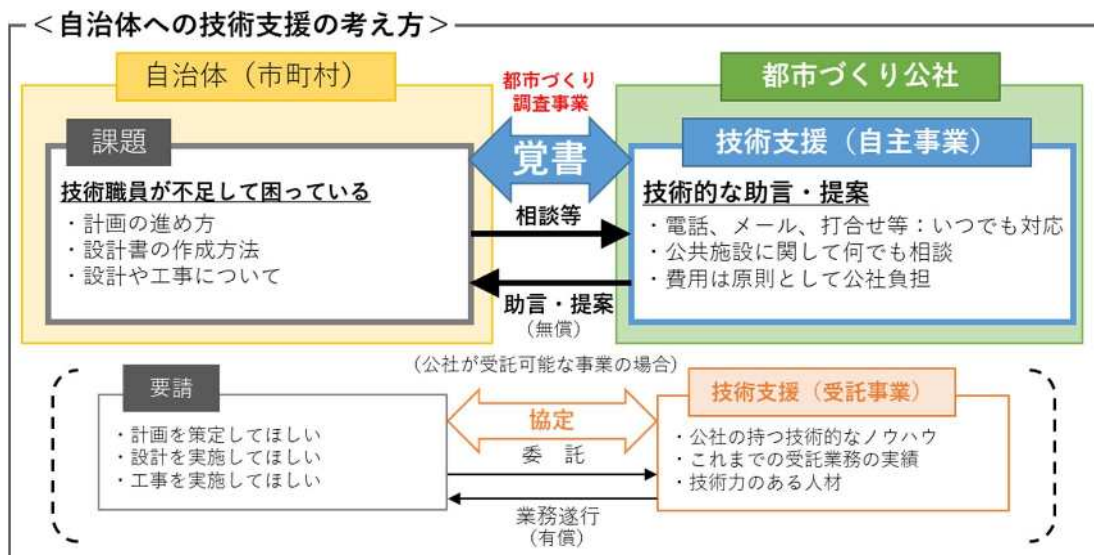 ＜自治体への技術支援の考え方＞
自治体（市町村）
都市づくり
調査事業
都市づくり公社
課題
覚書
技術支援（自主事業）
技術職員が不足して困っている
・計画の進め方
・設計書の作成方法
・設計や工事について
相談等
助言・提案
（無償）
技術的な助言・提案
・電話、メール、打合せ等：いつでも対応
・公共施設に関して何でも相談
・費用は原則として公社負担
（公社が受託可能な事業の場合）
要請
・計画を策定してほしい
・設計を実施してほしい
・工事を実施してほしい
協定
委　託
業務遂行
（有償）
技術支援（受託事業）
・公社の持つ技術的なノウハウ
・これまでの受託業務の実績
・技術力のある人材